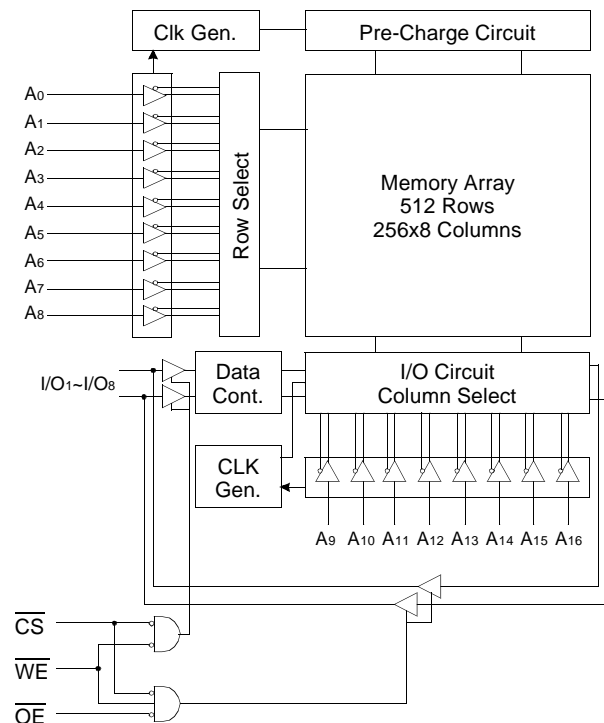 Clk Gen.
Pre-Charge Circuit
A0
A1
A2
A3
A4
A5
A6
A7
A8
Row Select
Memory Array
512 Rows
256x8 Columns
I/O1~I/O8
Data
Cont.
I/O Circuit
Column Select
CLK
Gen.
A9 A10 A11 A12 A13 A14 A15 A16
CS
WE
OE